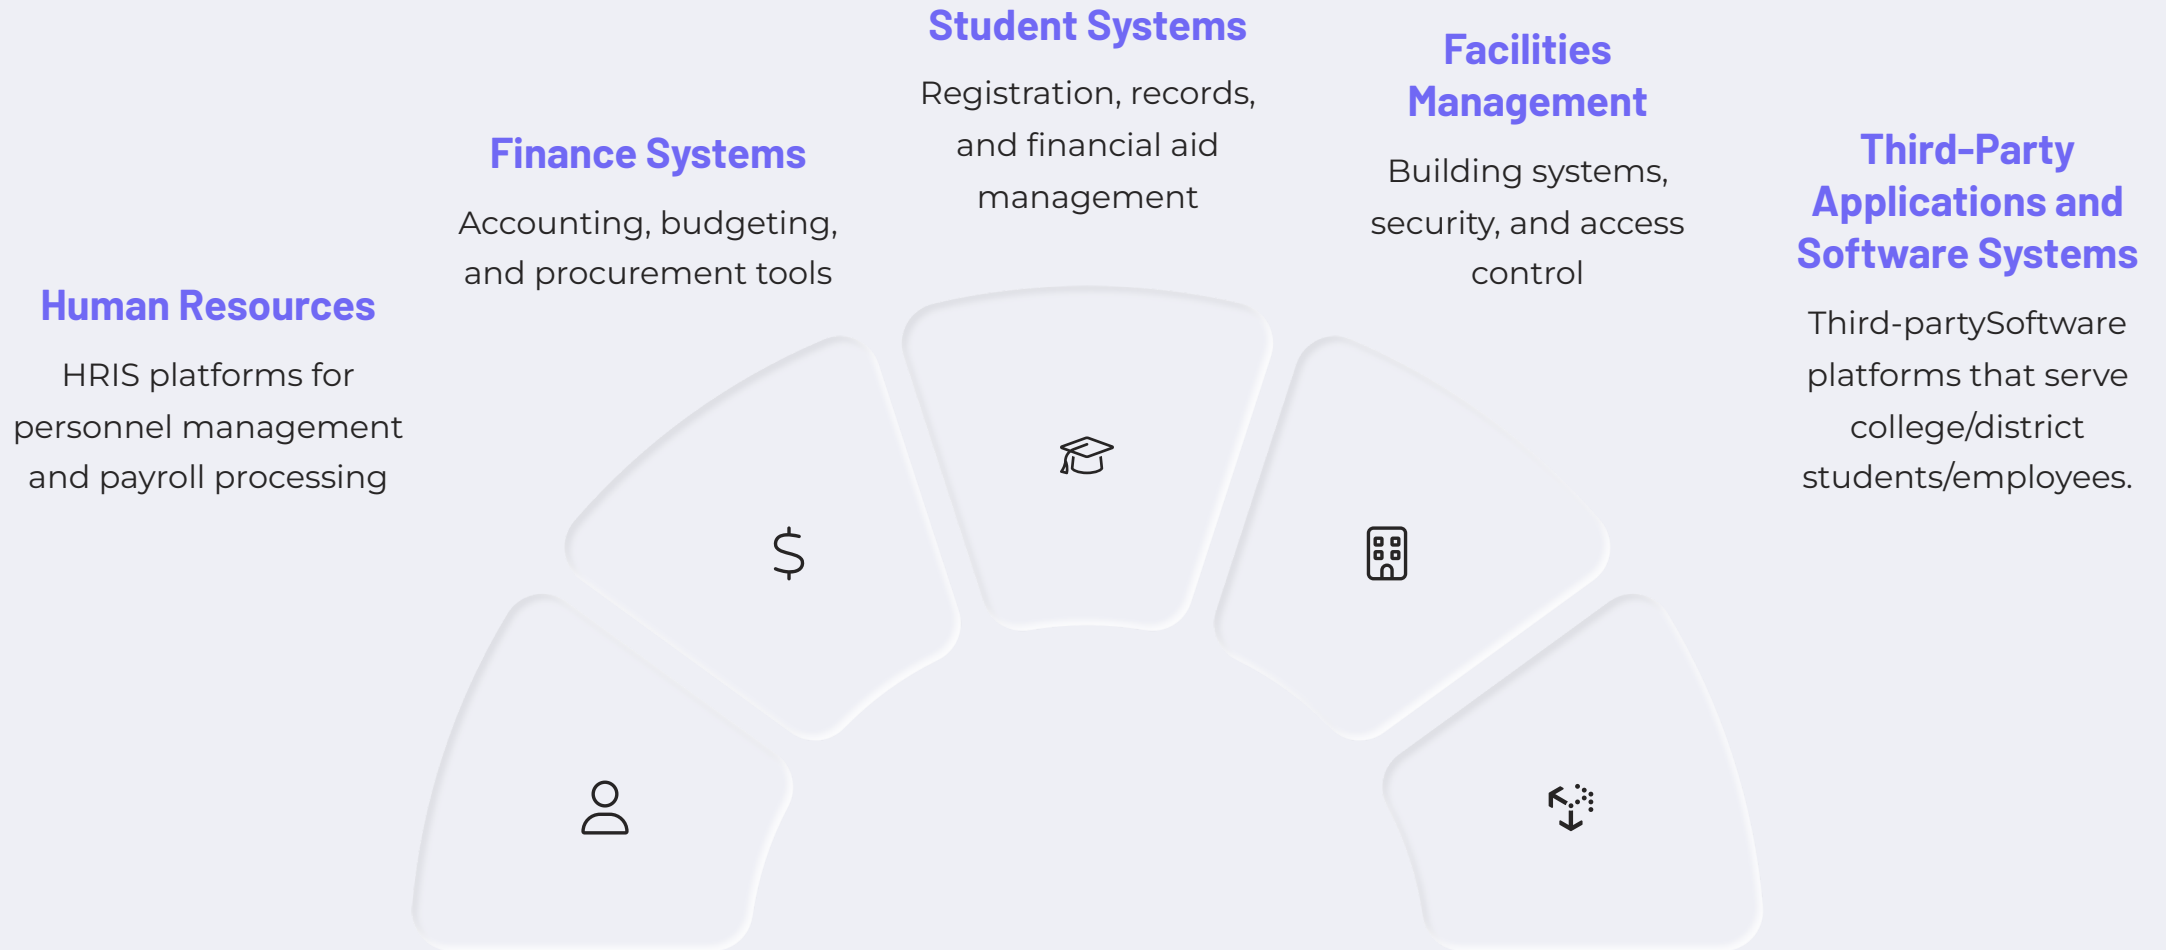 Human Resources
HRIS platforms for
personnel management
and payroll processing
Finance Systems
Accounting, budgeting,
and procurement tools
Student Systems
Registration, records,
and financial aid
management
Facilities
Management
Building systems,
security, and access
control
Third-Party
Applications and
Software Systems
Third-partySoftware
platforms that serve
college/district
students/employees.
$